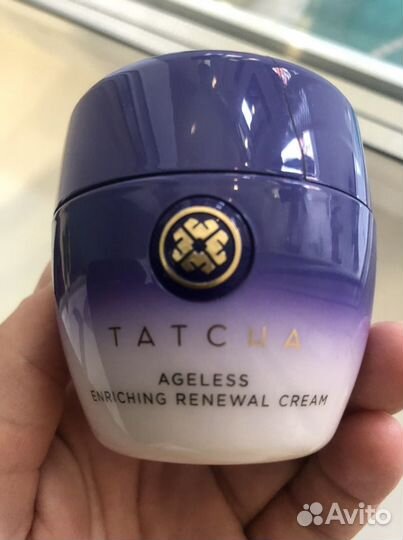 TATCHA
AGELESS
ENRICHING RENEWAL CREAM
Avito